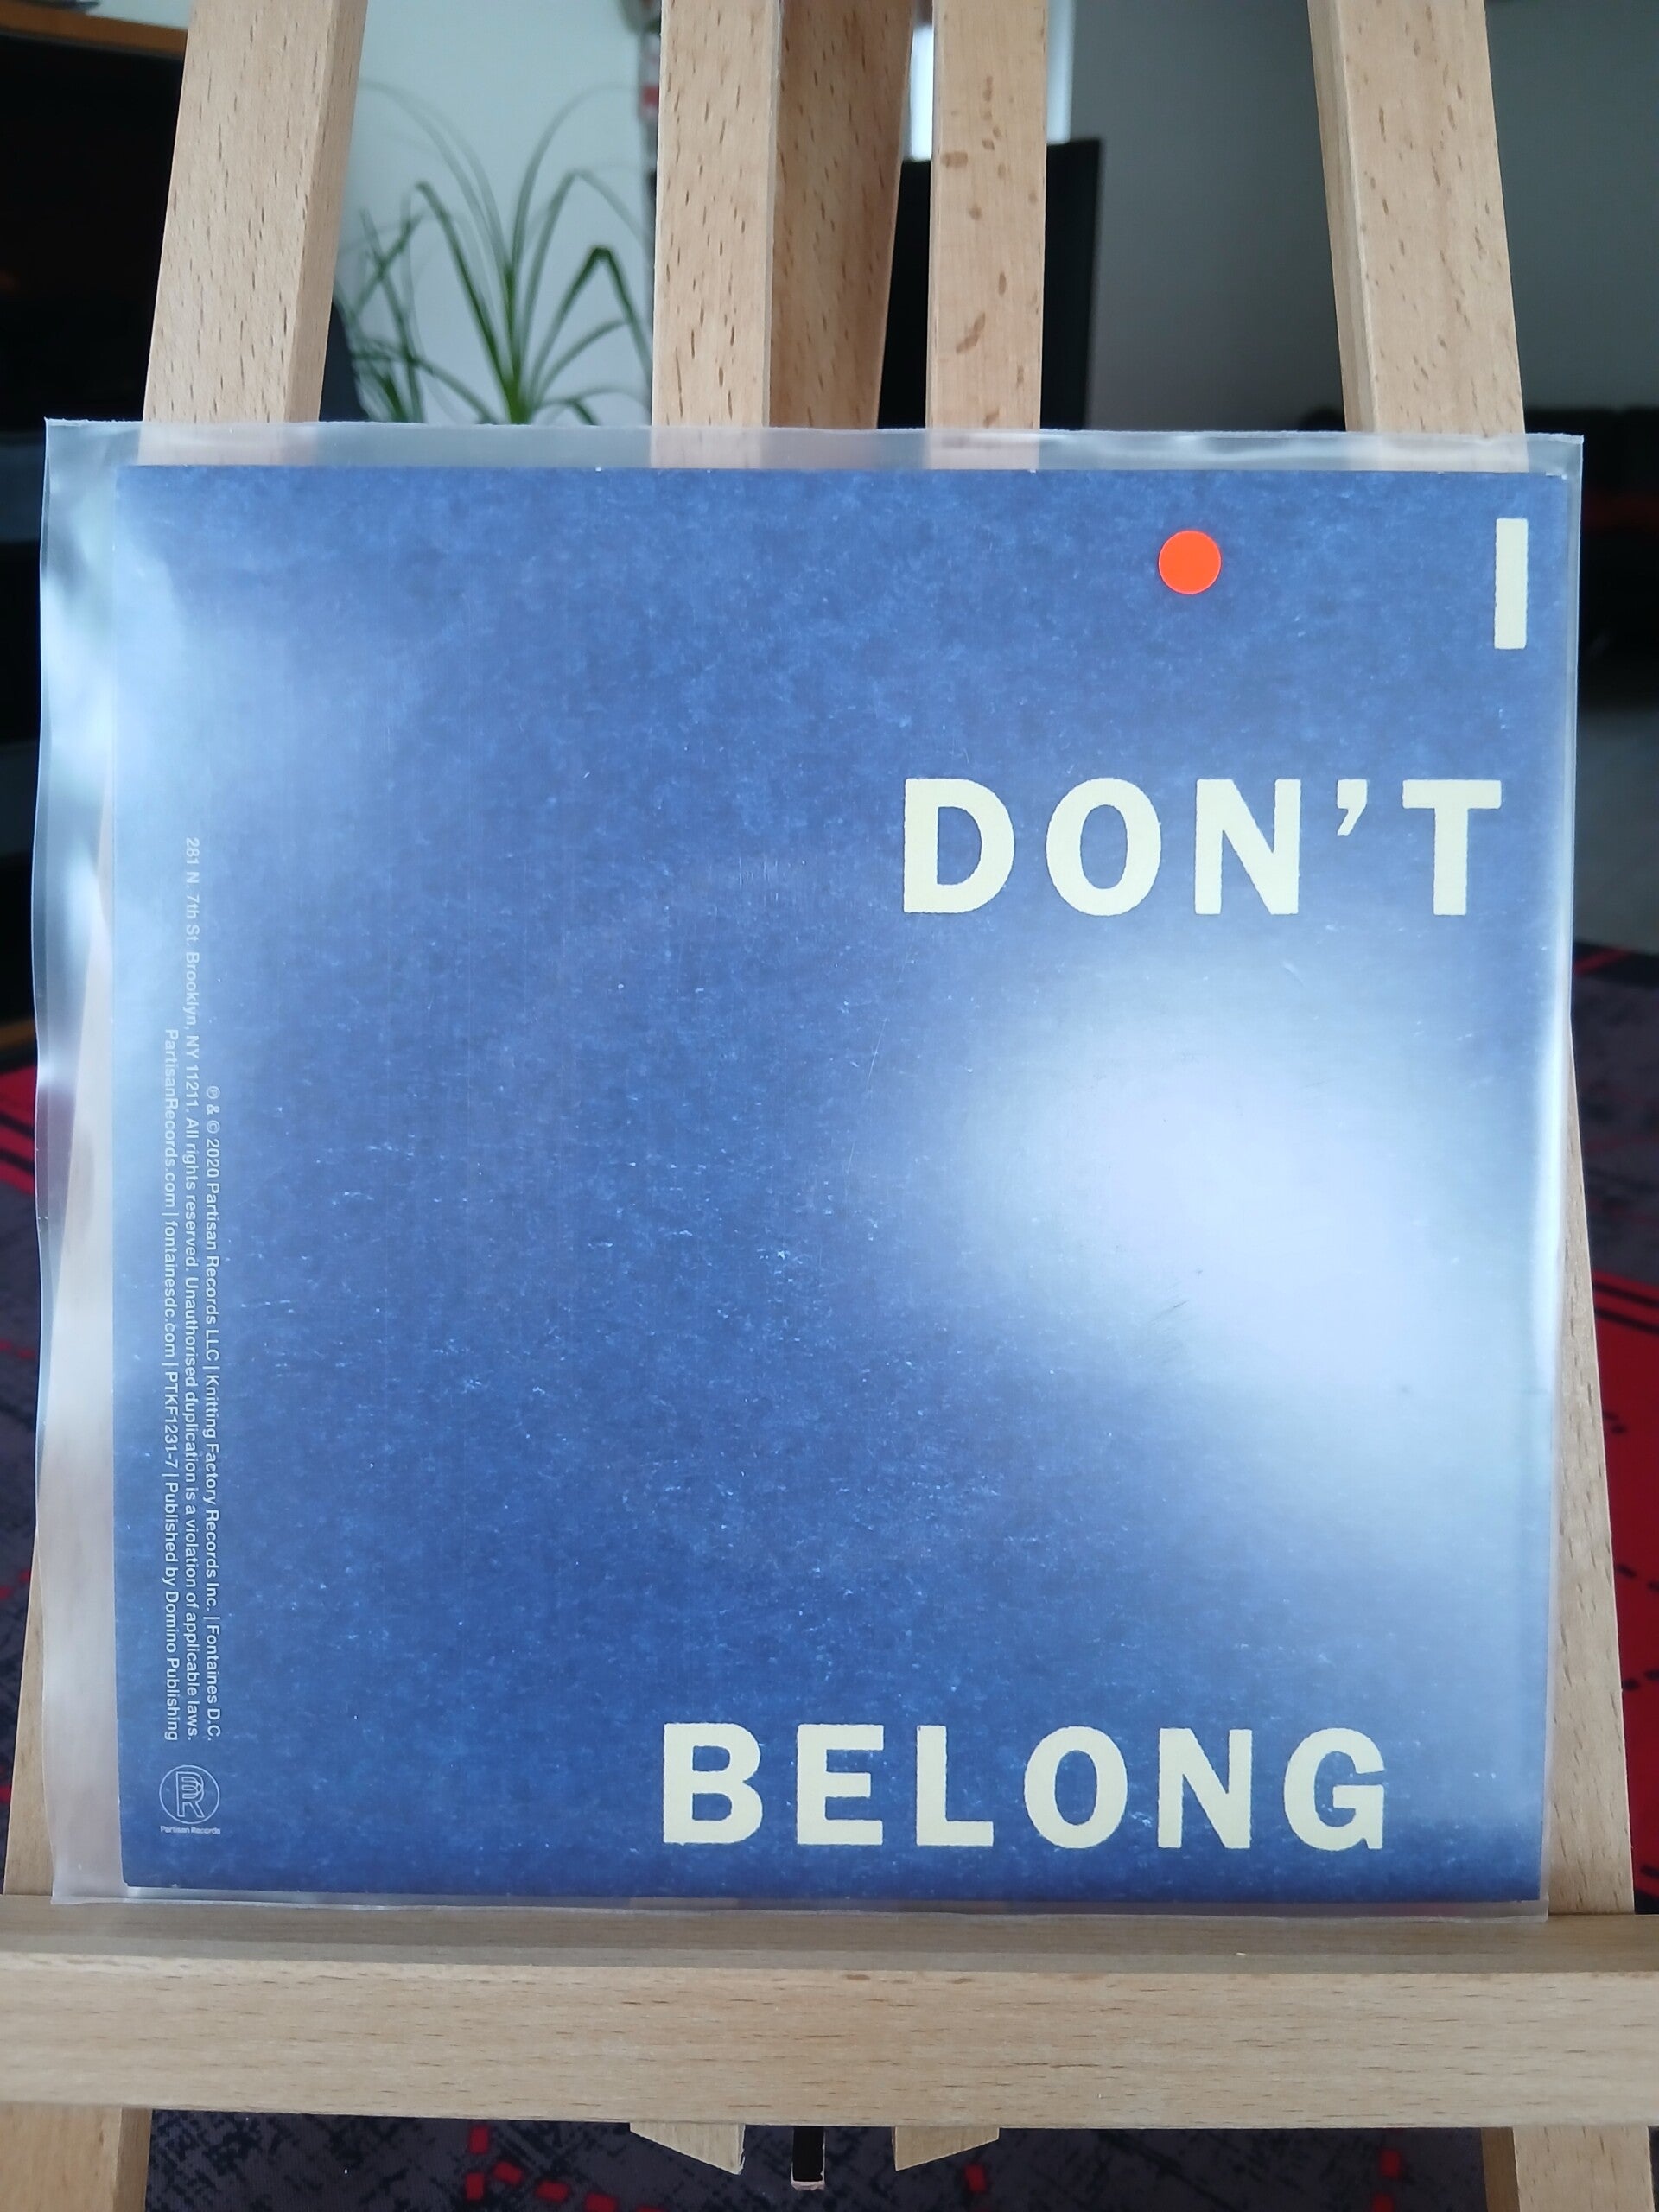 I
DON'T
BELONG
℗ & © 2020 Partisan Records LLC | Knitting Factory Records Inc. | Fontaines D.C.
281 N. 7th St. Brooklyn, NY 11211. All rights reserved. Unauthorised duplication is a violation of applicable laws.
PartisanRecords.com | fontainesdc.com | PTKF1231-7 | Published by Domino Publishing
Partisan Records